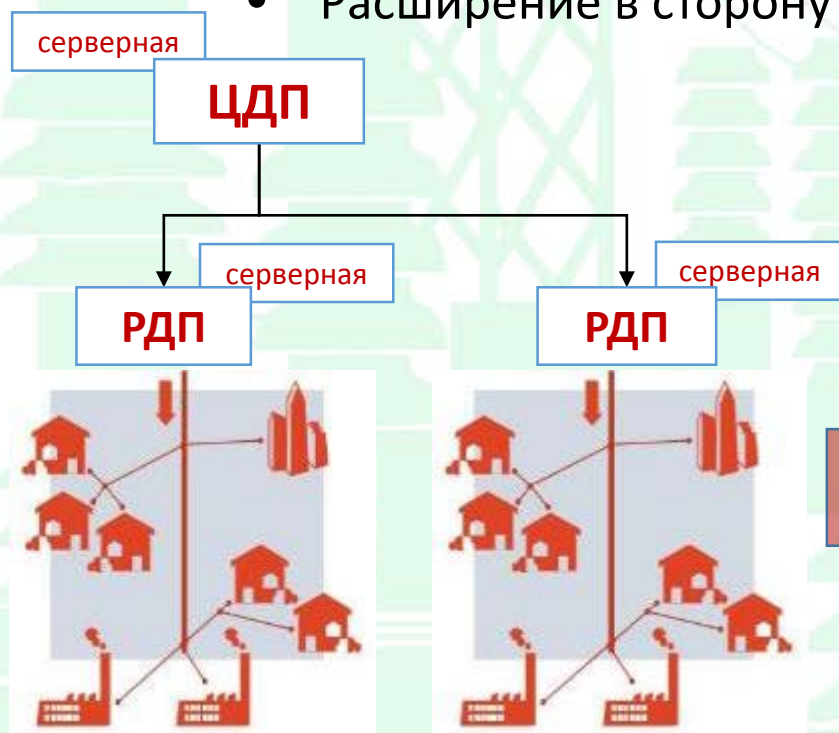 • Расширение в сторону
серверная
ЦДП
серверная
серверная
РДП
РДП